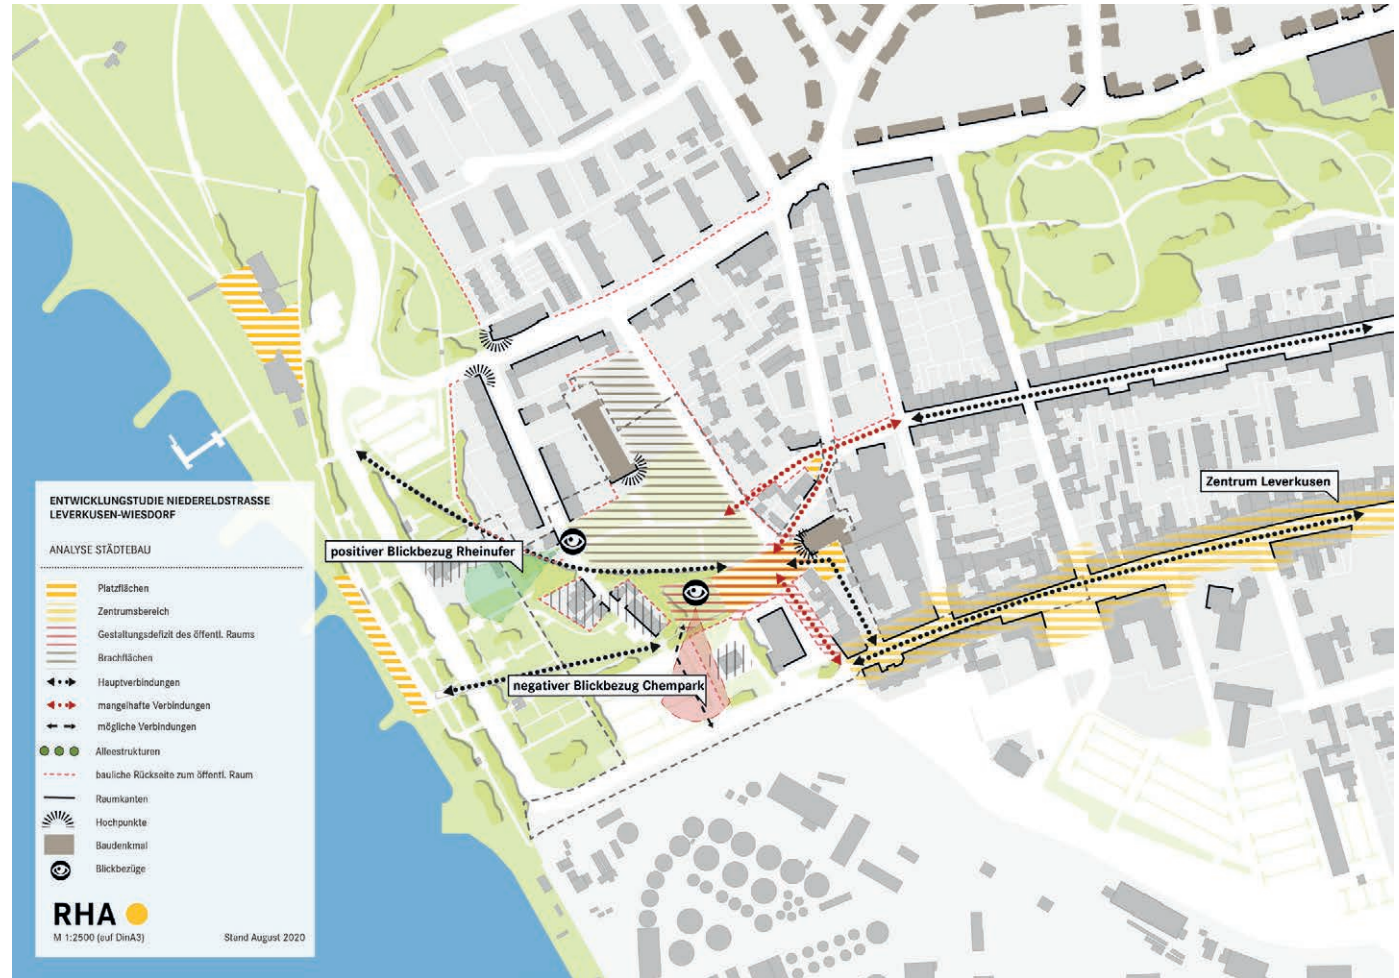 ENTWICKLUNGSTUDIE NIEDERELDSTRASSE
LEVERKUSEN-WIESDORF
ANALYSE STÄDTEBAU
Platzflächen
Zentrumsbereich
Gestaltungsdefizit des öffentl. Raums
Brachflächen
Hauptverbindungen
mangelhafte Verbindungen
mögliche Verbindungen
Alleestrukturen
bauliche Rückseite zum öffentl. Raum
Raumkanten
Hochpunkte
Baudenkmal
Blickbezüge
RHA
M 1:2500 (auf DinA3)
Stand August 2020
positiver Blickbezug Rheinufer
negativer Blickbezug Chempark
Zentrum Leverkusen